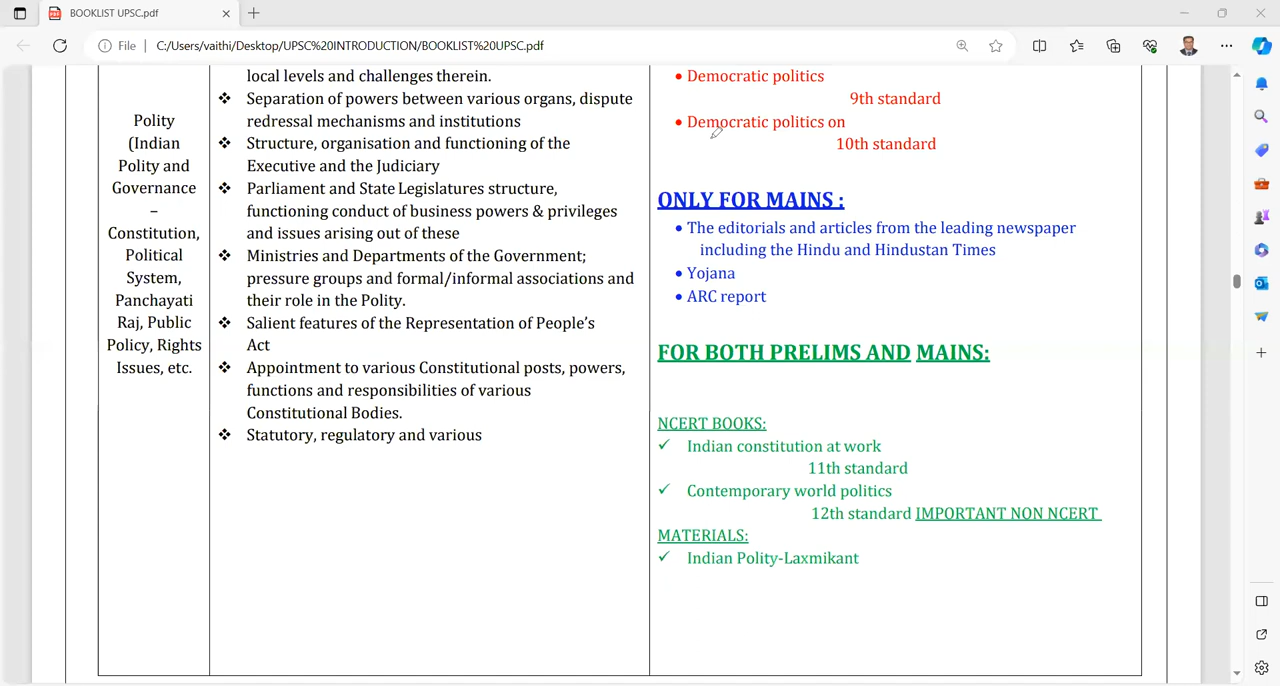 BOOKLIST UPSC.pdf
File
C:/Users/vaithi/Desktop/UPSC%20INTRODUCTION/BOOKLIST%20UPSC.pdf
Polity
(Indian
Polity and
Governance
–
Constitution,
Political
System,
Panchayati
Raj, Public
Policy, Rights
Issues, etc.
local levels and challenges therein.
❖ Separation of powers between various organs, dispute
redressal mechanisms and institutions
❖ Structure, organisation and functioning of the
Executive and the Judiciary
❖ Parliament and State Legislatures structure,
functioning conduct of business powers & privileges
and issues arising out of these
❖ Ministries and Departments of the Government;
pressure groups and formal/informal associations and
their role in the Polity.
❖ Salient features of the Representation of People's
Act
❖ Appointment to various Constitutional posts, powers,
functions and responsibilities of various
Constitutional Bodies.
❖ Statutory, regulatory and various
• Democratic politics
9th standard
• Democratic politics on
10th standard
ONLY FOR MAINS :
• The editorials and articles from the leading newspaper
including the Hindu and Hindustan Times
• Yojana
• ARC report
FOR BOTH PRELIMS AND MAINS:
NCERT BOOKS:
✓ Indian constitution at work
11th standard
✓ Contemporary world politics
12th standard IMPORTANT NON NCERT
MATERIALS:
✓ Indian Polity-Laxmikant